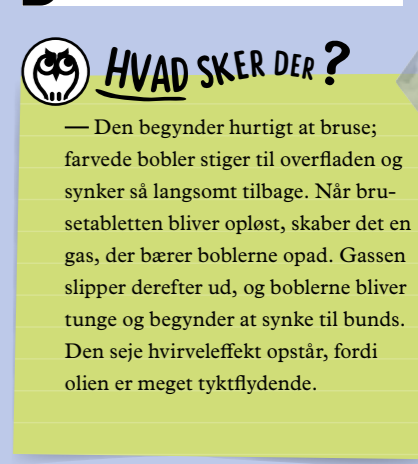 HVAD SKER DER?
— Den begynder hurtigt at bruse;
farvede bobler stiger til overfladen og
synker så langsomt tilbage. Når bru-
setabletten bliver opløst, skaber det en
gas, der bærer boblerne opad. Gassen
slipper derefter ud, og boblerne bliver
tunge og begynder at synke til bunds.
Den seje hvirveleffekt opstår, fordi
olien er meget tyktflydende.